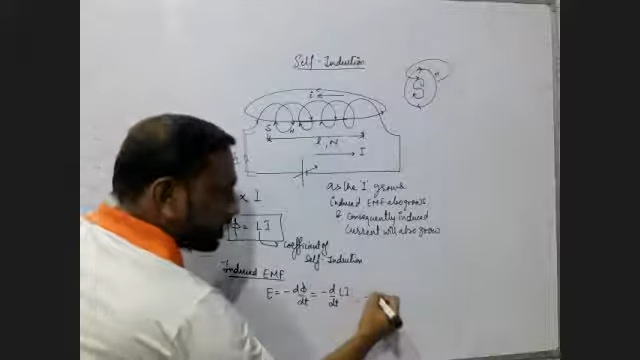 Self-Induction
i
S N
l, N
I
as the 'I' grows
induced EMF also grows
& consequently induced
current will also grow
x I
ϕ = LI
Coefficient of
Self-Induction
Induced EMF
E = - dϕ/dt = - d/dt LI = -